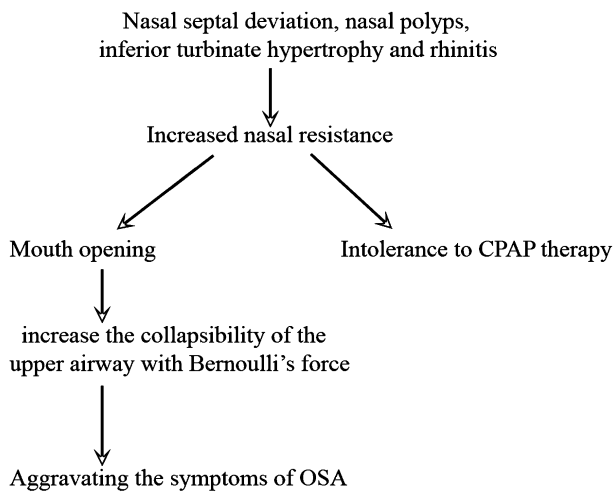 Nasal septal deviation, nasal polyps,
inferior turbinate hypertrophy and rhinitis
Increased nasal resistance
Mouth opening
Intolerance to CPAP therapy
increase the collapsibility of the
upper airway with Bernoulli’s force
Aggravating the symptoms of OSA